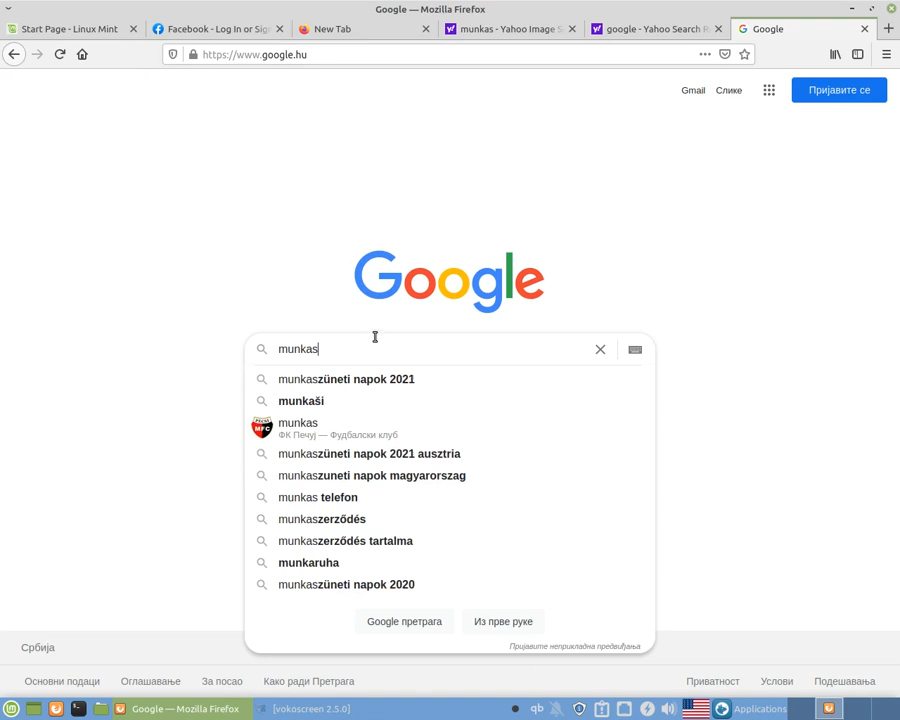 Google — Mozilla Firefox
Start Page - Linux Mint
Facebook - Log In or Sig
New Tab
munkas - Yahoo Image S
google - Yahoo Search R
Google
https://www.google.hu
Gmail
Слике
Пријавите се
Google
munkas
munkaszüneti napok 2021
munkaši
munkas
ФК Печуј — Фудбалски клуб
munkaszüneti napok 2021 ausztria
munkaszuneti napok magyarorszag
munkas telefon
munkaszerződés
munkaszerződés tartalma
munkaruha
munkaszüneti napok 2020
Google претрага
Из прве руке
Пријавите неприкладна предвиђања
Србија
Основни подаци
Оглашавање
За посао
Како ради Претрага
Приватност
Услови
Подешавања
Google — Mozilla Firefox
[vokoscreen 2.5.0]
qb
Applications